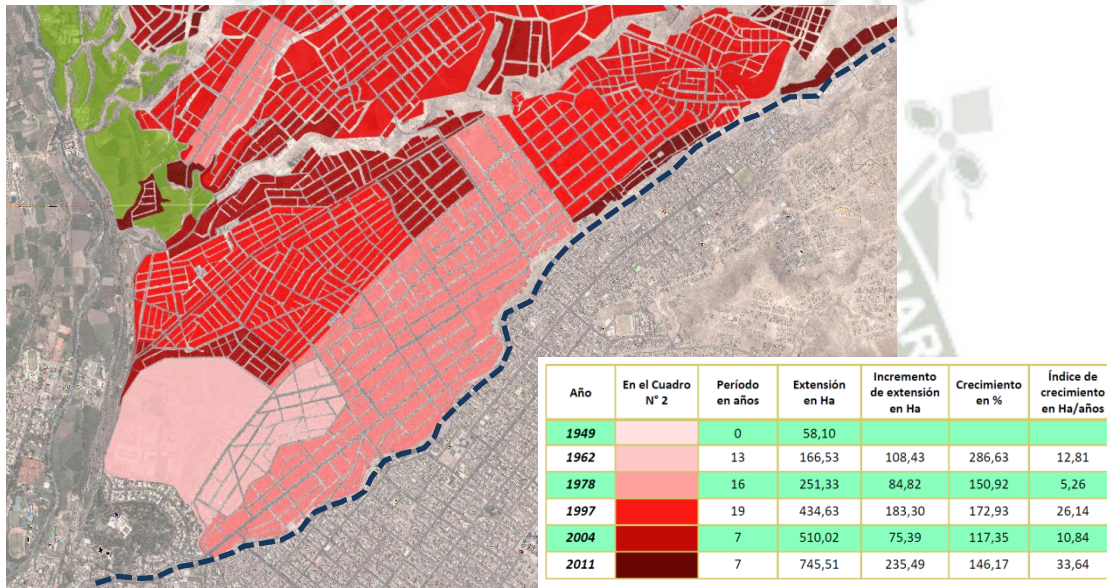 Año En el Cuadro N° 2 Período en años Extensión en Ha Incremento de extensión en Ha Crecimiento en % Índice de crecimiento en Ha/años
1949 0 58,10
1962 13 166,53 108,43 286,63 12,81
1978 16 251,33 84,82 150,92 5,26
1997 19 434,63 183,30 172,93 26,14
2004 7 510,02 75,39 117,35 10,84
2011 7 745,51 235,49 146,17 33,64